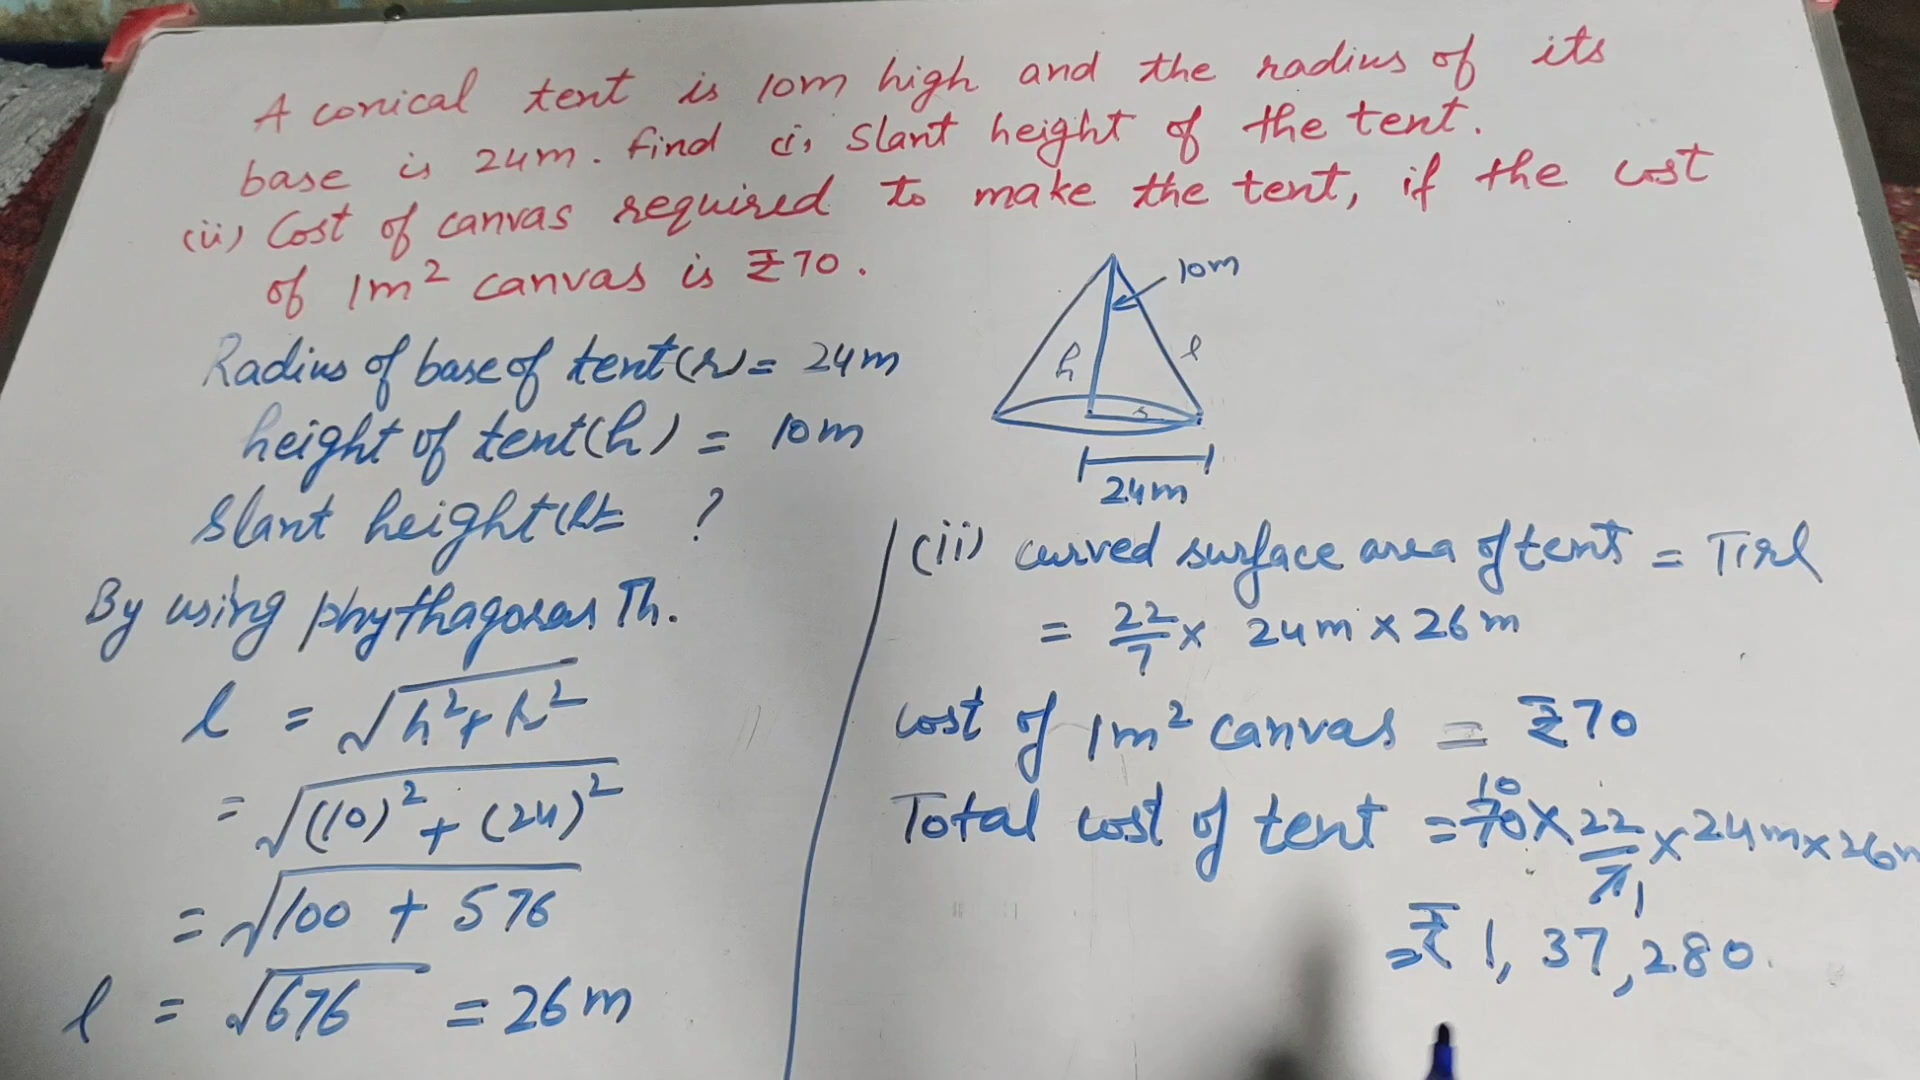 A conical tent is 10m high and the radius of its
base is 24m. find (i) Slant height of the tent.
(ii) Cost of canvas required to make the tent, if the cost
of 1m² canvas is ₹70.
10m
h
l
r
24m
Radius of base of tent(r) = 24m
height of tent(h) = 10m
Slant height(l)= ?
By using phythagoras Th.
l = √h²+r²
= √(10)² + (24)²
= √100 + 576
l = √676 = 26m
(ii) curved surface area of tent = πrl
= 22/7 × 24m × 26m
cost of 1m² canvas = ₹70
10
Total cost of tent = 70 × 22/7 × 24m × 26m
1
= ₹ 1,37,280.